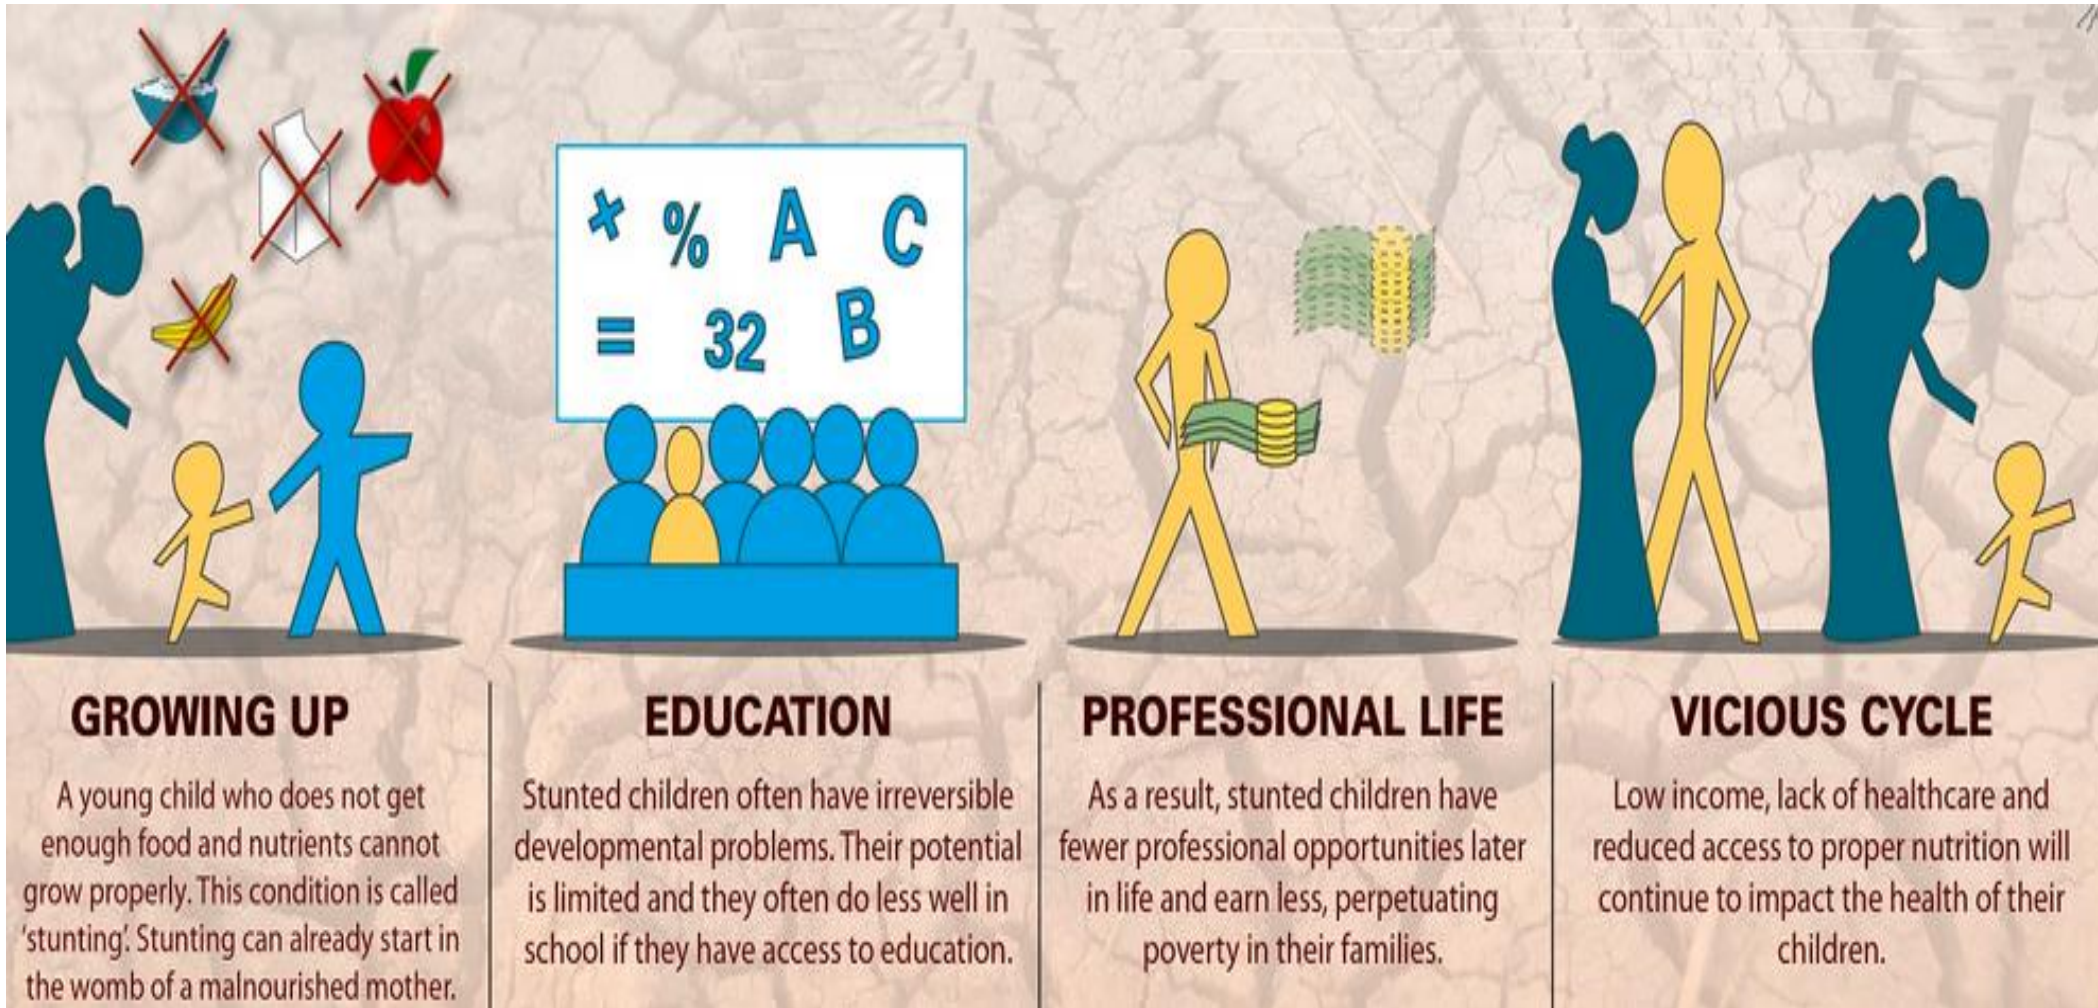 + % A C
= 32 B
GROWING UP
A young child who does not get
enough food and nutrients cannot
grow properly. This condition is called
'stunting'. Stunting can already start in
the womb of a malnourished mother.
EDUCATION
Stunted children often have irreversible
developmental problems. Their potential
is limited and they often do less well in
school if they have access to education.
PROFESSIONAL LIFE
As a result, stunted children have
fewer professional opportunities later
in life and earn less, perpetuating
poverty in their families.
VICIOUS CYCLE
Low income, lack of healthcare and
reduced access to proper nutrition will
continue to impact the health of their
children.